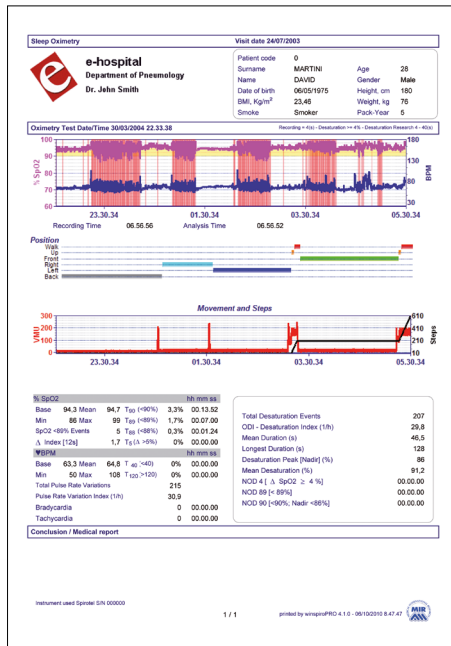 Sleep Oximetry Visit date 24/07/2003
e-hospital
Department of Pneumology
Dr. John Smith
Patient code 0
Surname MARTINI Age 28
Name DAVID Gender Male
Date of birth 06/05/1975 Height, cm 180
BMI, Kg/m² 23,46 Weight, kg 76
Smoke Smoker Pack-Year 5
Oximetry Test Date/Time 30/03/2004 22.33.38 Recording = 4(s) - Desaturation >= 4% - Desaturation Research 4 - 40(s)
100 180
90 130
80 80
70 30
60
% SpO2 BPM
23.30.34 01.30.34 03.30.34 05.30.34
Recording Time 06.56.56 Analysis Time 06.56.52
Position
Walk
Up
Front
Right
Left
Back
Movement and Steps
300 610
200 410
100 210
0 10
VMU Steps
23.30.34 01.30.34 03.30.34 05.30.34
% SpO2 hh mm ss
Base 94,3 Mean 94,7 T90 (<90%) 3,3% 00.13.52
Min 86 Max 99 T89 (<89%) 1,7% 00.07.00
SpO2 <89% Events 5 T88 (<88%) 0,3% 00.01.24
Δ Index [12s] 1,7 T5 (Δ >5%) 0% 00.00.00
♥BPM hh mm ss
Base 63,3 Mean 64,8 T 40 (<40) 0% 00.00.00
Min 50 Max 108 T120 (>120) 0% 00.00.00
Total Pulse Rate Variations 215
Pulse Rate Variation Index (1/h) 30,9
Bradycardia 0 00.00.00
Tachycardia 0 00.00.00
Total Desaturation Events 207
ODI - Desaturation Index (1/h) 29,8
Mean Duration (s) 46,5
Longest Duration (s) 128
Desaturation Peak [Nadir] (%) 86
Mean Desaturation (%) 91,2
NOD 4 [ Δ SpO2 ≥ 4 %] 00.00.00
NOD 89 [< 89%] 00.00.00
NOD 90 [<90%; Nadir <86%] 00.00.00
Conclusion / Medical report
Instrument used Spirotel S/N 000000
1 / 1
printed by winspiroPRO 4.1.0 - 08/10/2010 8.47.47
MIR